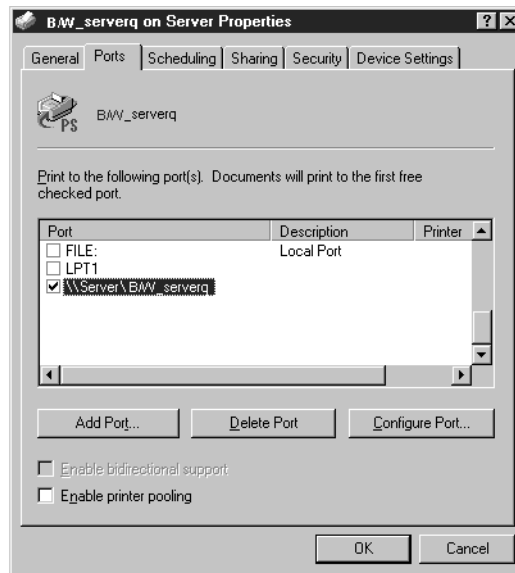 B/W_serverq on Server Properties
General Ports Scheduling Sharing Security Device Settings
PS
B/W_serverq
Print to the following port(s). Documents will print to the first free
checked port.
Port Description Printer
FILE: Local Port
LPT1
\\Server\B/W_serverq
Add Port... Delete Port Configure Port...
Enable bidirectional support
Enable printer pooling
OK Cancel